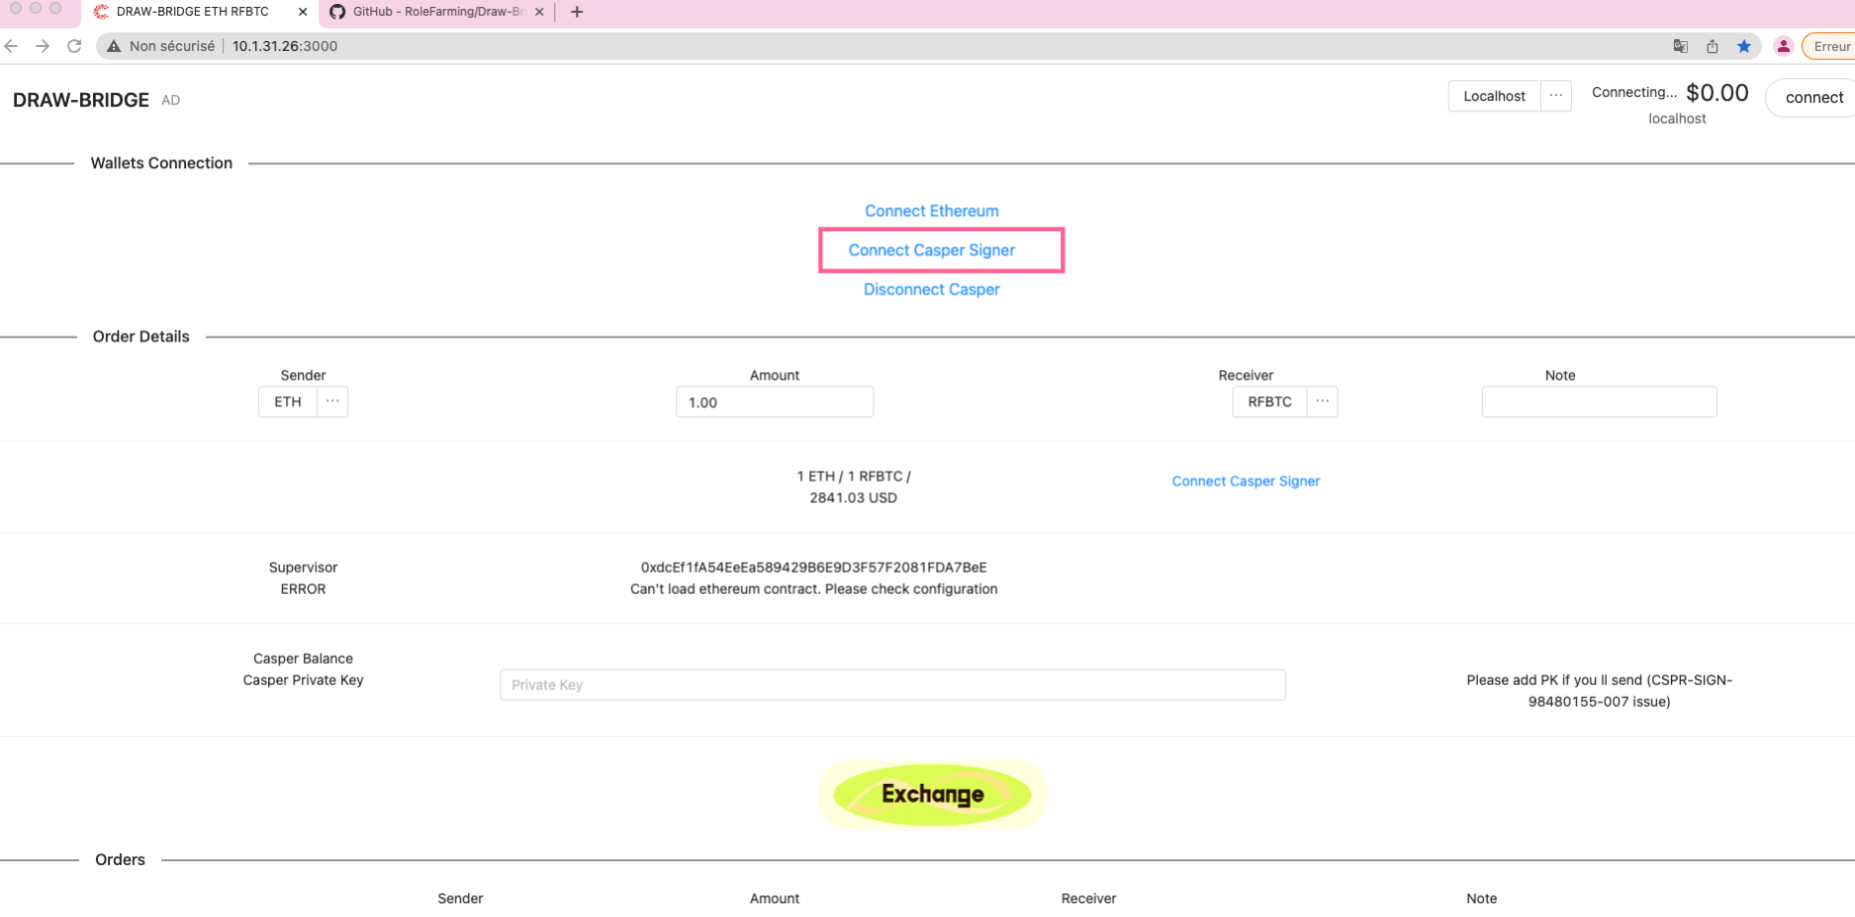 DRAW-BRIDGE ETH RFBTC
GitHub - RoleFarming/Draw-Br
Non sécurisé 10.1.31.26:3000
Erreur
DRAW-BRIDGE AD
Localhost ···
Connecting... $0.00
localhost
connect
Wallets Connection
Connect Ethereum
Connect Casper Signer
Disconnect Casper
Order Details
Sender Amount Receiver Note
ETH ··· 1.00 RFBTC ···
1 ETH / 1 RFBTC /
2841.03 USD
Connect Casper Signer
Supervisor 0xdcEf1fA54EeEa589429B6E9D3F57F2081FDA7BeE
ERROR Can't load ethereum contract. Please check configuration
Casper Balance
Casper Private Key
Private Key
Please add PK if you ll send (CSPR-SIGN-
98480155-007 issue)
Exchange
Orders
Sender Amount Receiver Note